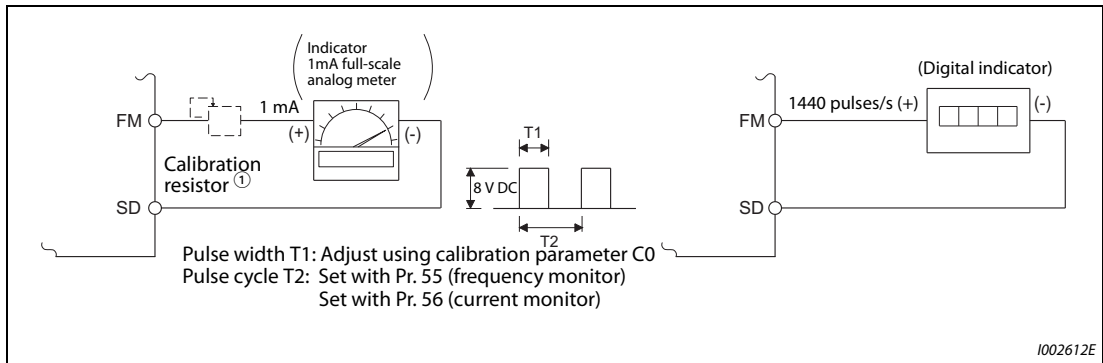 Indicator
1mA full-scale
analog meter
FM
1 mA
(+)
(-)
Calibration
resistor ①
SD
8 V DC
T1
T2
Pulse width T1: Adjust using calibration parameter C0
Pulse cycle T2: Set with Pr. 55 (frequency monitor)
Set with Pr. 56 (current monitor)
(Digital indicator)
1440 pulses/s (+)
(-)
FM
SD
I002612E